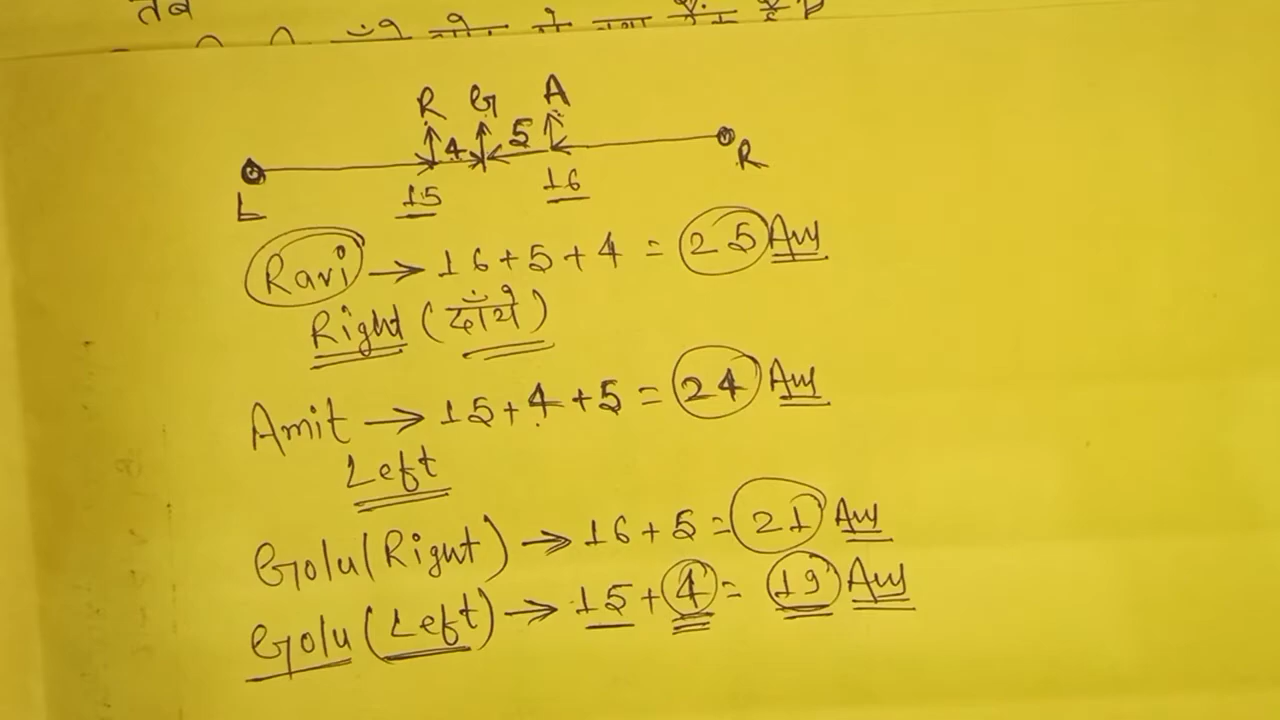 तब
R G A
4 5
L 15 16 R
Ravi → 16+5+4 = 25 Ans
Right (दाँये)
Amit → 15+4+5 = 24 Ans
Left
Golu (Right) → 16+5 = 21 Ans
Golu (Left) → 15+4 = 19 Ans